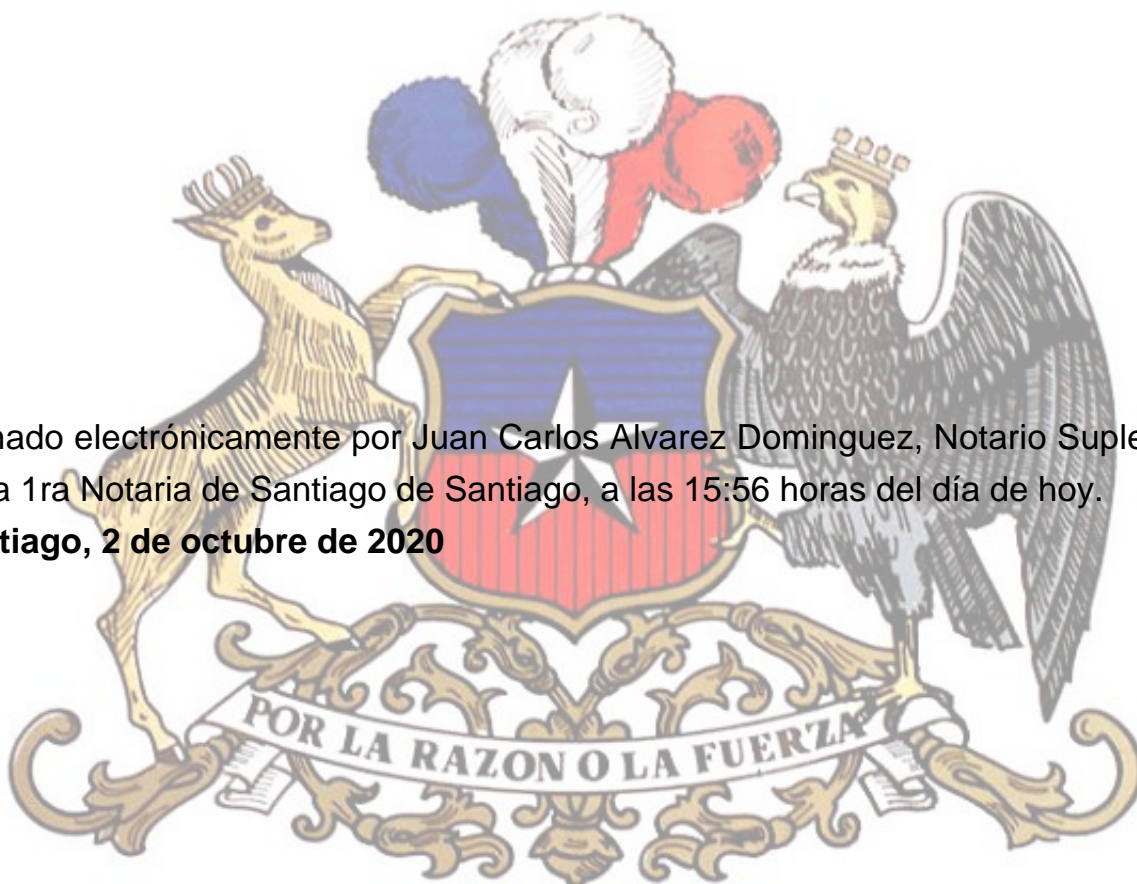 nado electrónicamente por Juan Carlos Alvarez Dominguez, Notario Suple
a 1ra Notaria de Santiago de Santiago, a las 15:56 horas del día de hoy.
tiago, 2 de octubre de 2020
POR LA RAZON O LA FUERZA